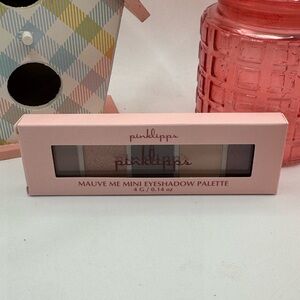 pinklipps
pinklipps
MAUVE ME MINI EYESHADOW PALETTE
4 G / 0.14 oz